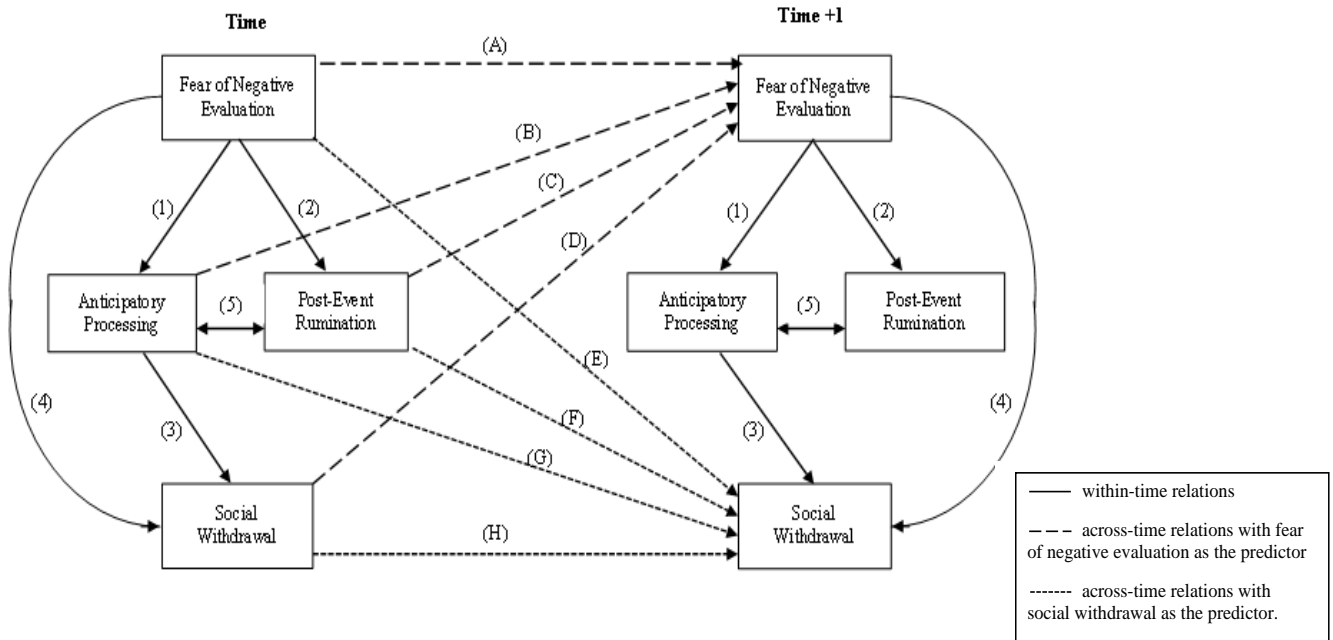 Time
Time +1
(A)
Fear of Negative
Evaluation
Fear of Negative
Evaluation
(B)
(C)
(1)
(2)
(D)
(1)
(2)
Anticipatory
Processing
(5)
Post-Event
Rumination
Anticipatory
Processing
(5)
Post-Event
Rumination
(E)
(4)
(3)
(F)
(G)
(3)
(4)
Social
Withdrawal
(H)
Social
Withdrawal
within-time relations
across-time relations with fear
of negative evaluation as the predictor
across-time relations with
social withdrawal as the predictor.